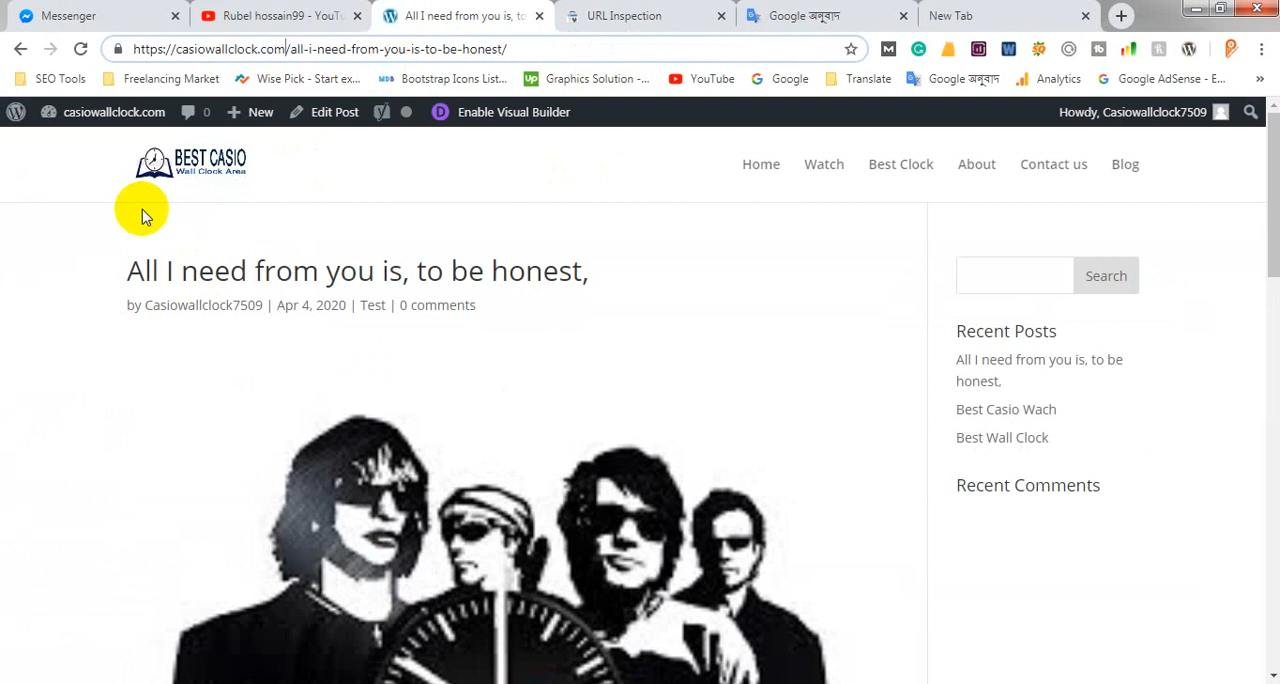 Messenger
Rubel hossain99 - YouTu
All I need from you is, to
URL Inspection
Google অনুবাদ
New Tab
https://casiowallclock.com/all-i-need-from-you-is-to-be-honest/
SEO Tools
Freelancing Market
Wise Pick - Start ex...
Bootstrap Icons List...
Graphics Solution -...
YouTube
Google
Translate
Google অনুবাদ
Analytics
Google AdSense - E...
casiowallclock.com
0
New
Edit Post
Enable Visual Builder
Howdy, Casiowallclock7509
BEST CASIO
Wall Clock Area
Home
Watch
Best Clock
About
Contact us
Blog
All I need from you is, to be honest,
by Casiowallclock7509 | Apr 4, 2020 | Test | 0 comments
Search
Recent Posts
All I need from you is, to be
honest,
Best Casio Wach
Best Wall Clock
Recent Comments